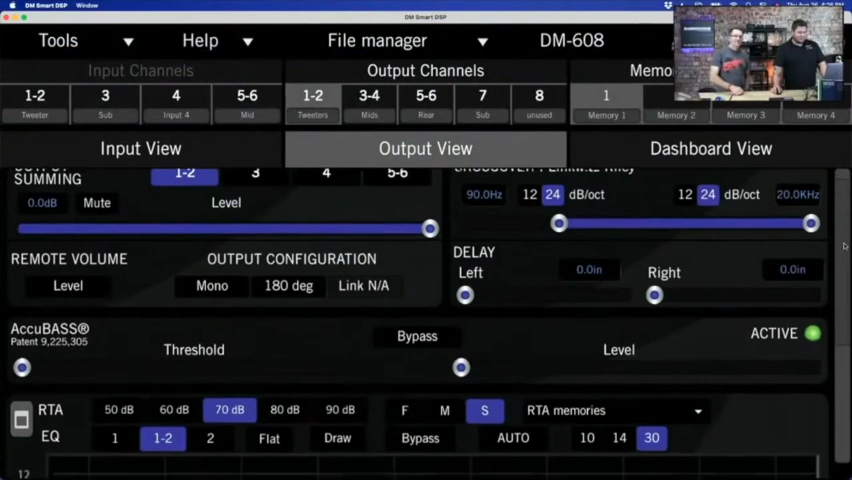 DM Smart DSP Window
DM Smart DSP
Tools Help File manager DM-608
Input Channels Output Channels Memo
1-2 3 4 5-6 1-2 3-4 5-6 7 8 1
Tweeter Sub Input 4 Mid Tweeters Mids Rear Sub unused Memory 1 Memory 2 Memory 3 Memory 4
Input View Output View Dashboard View
OUTPUT
SUMMING 1-2 3 4 5-6
90.0Hz 12 24 dB/oct 12 24 dB/oct 20.0KHz
0.0dB Mute Level
REMOTE VOLUME OUTPUT CONFIGURATION
Level Mono 180 deg Link N/A
DELAY
Left 0.0in Right 0.0in
AccuBASS®
Patent 9,225,305
Threshold Bypass Level ACTIVE
RTA 50 dB 60 dB 70 dB 80 dB 90 dB F M S RTA memories
EQ 1 1-2 2 Flat Draw Bypass AUTO 10 14 30
12